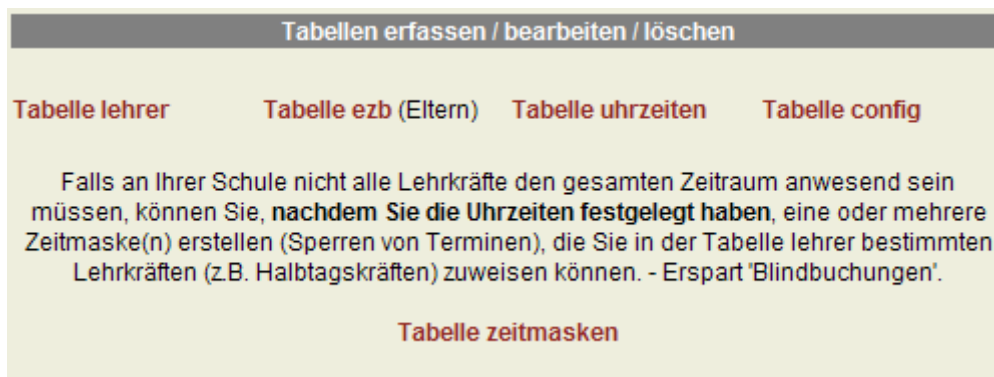 Tabellen erfassen / bearbeiten / löschen
Tabelle lehrer Tabelle ezb (Eltern) Tabelle uhrzeiten Tabelle config
Falls an Ihrer Schule nicht alle Lehrkräfte den gesamten Zeitraum anwesend sein
müssen, können Sie, nachdem Sie die Uhrzeiten festgelegt haben, eine oder mehrere
Zeitmaske(n) erstellen (Sperren von Terminen), die Sie in der Tabelle lehrer bestimmten
Lehrkräften (z.B. Halbtagskräften) zuweisen können. - Erspart 'Blindbuchungen'.
Tabelle zeitmasken